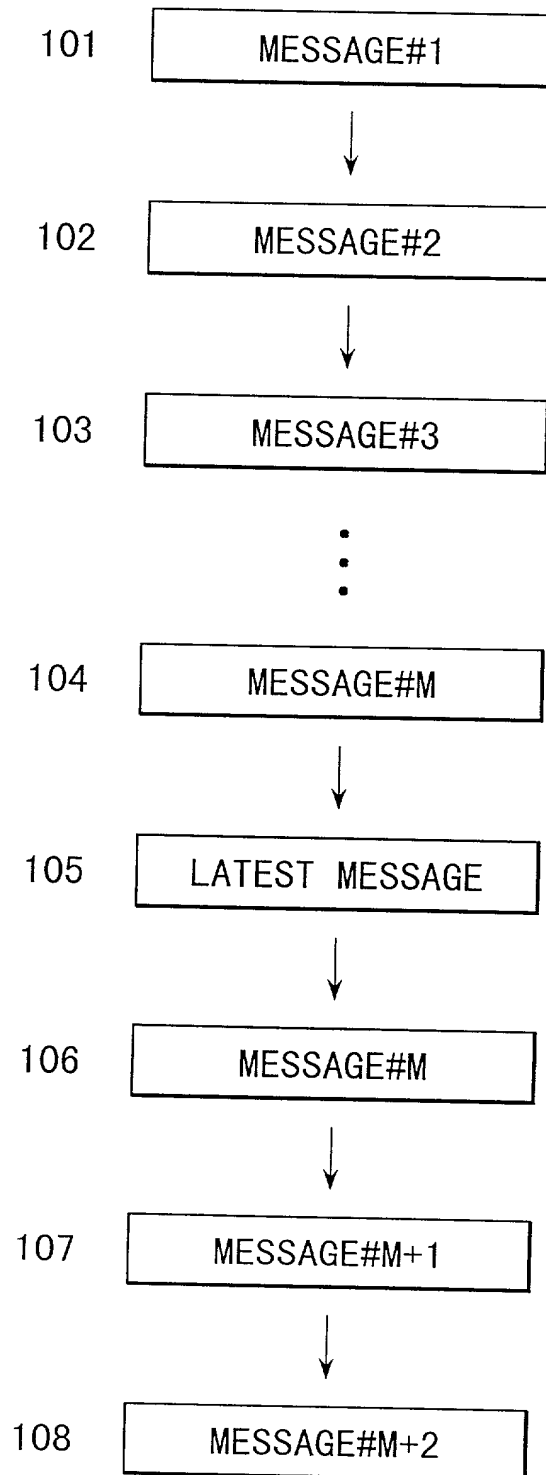 101 MESSAGE#1
102 MESSAGE#2
103 MESSAGE#3
104 MESSAGE#M
105 LATEST MESSAGE
106 MESSAGE#M
107 MESSAGE#M+1
108 MESSAGE#M+2